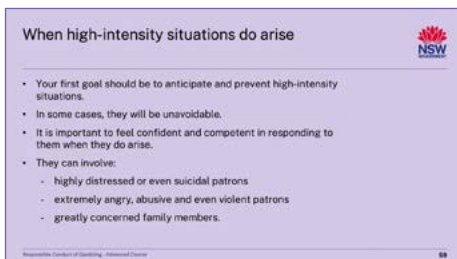 When high-intensity situations do arise
NSW
GOVERNMENT
• Your first goal should be to anticipate and prevent high-intensity
situations.
• In some cases, they will be unavoidable.
• It is important to feel confident and competent in responding to
them when they do arise.
• They can involve:
- highly distressed or even suicidal patrons
- extremely angry, abusive and even violent patrons
- greatly concerned family members.
Responsible Conduct of Gambling - Advanced Course
59